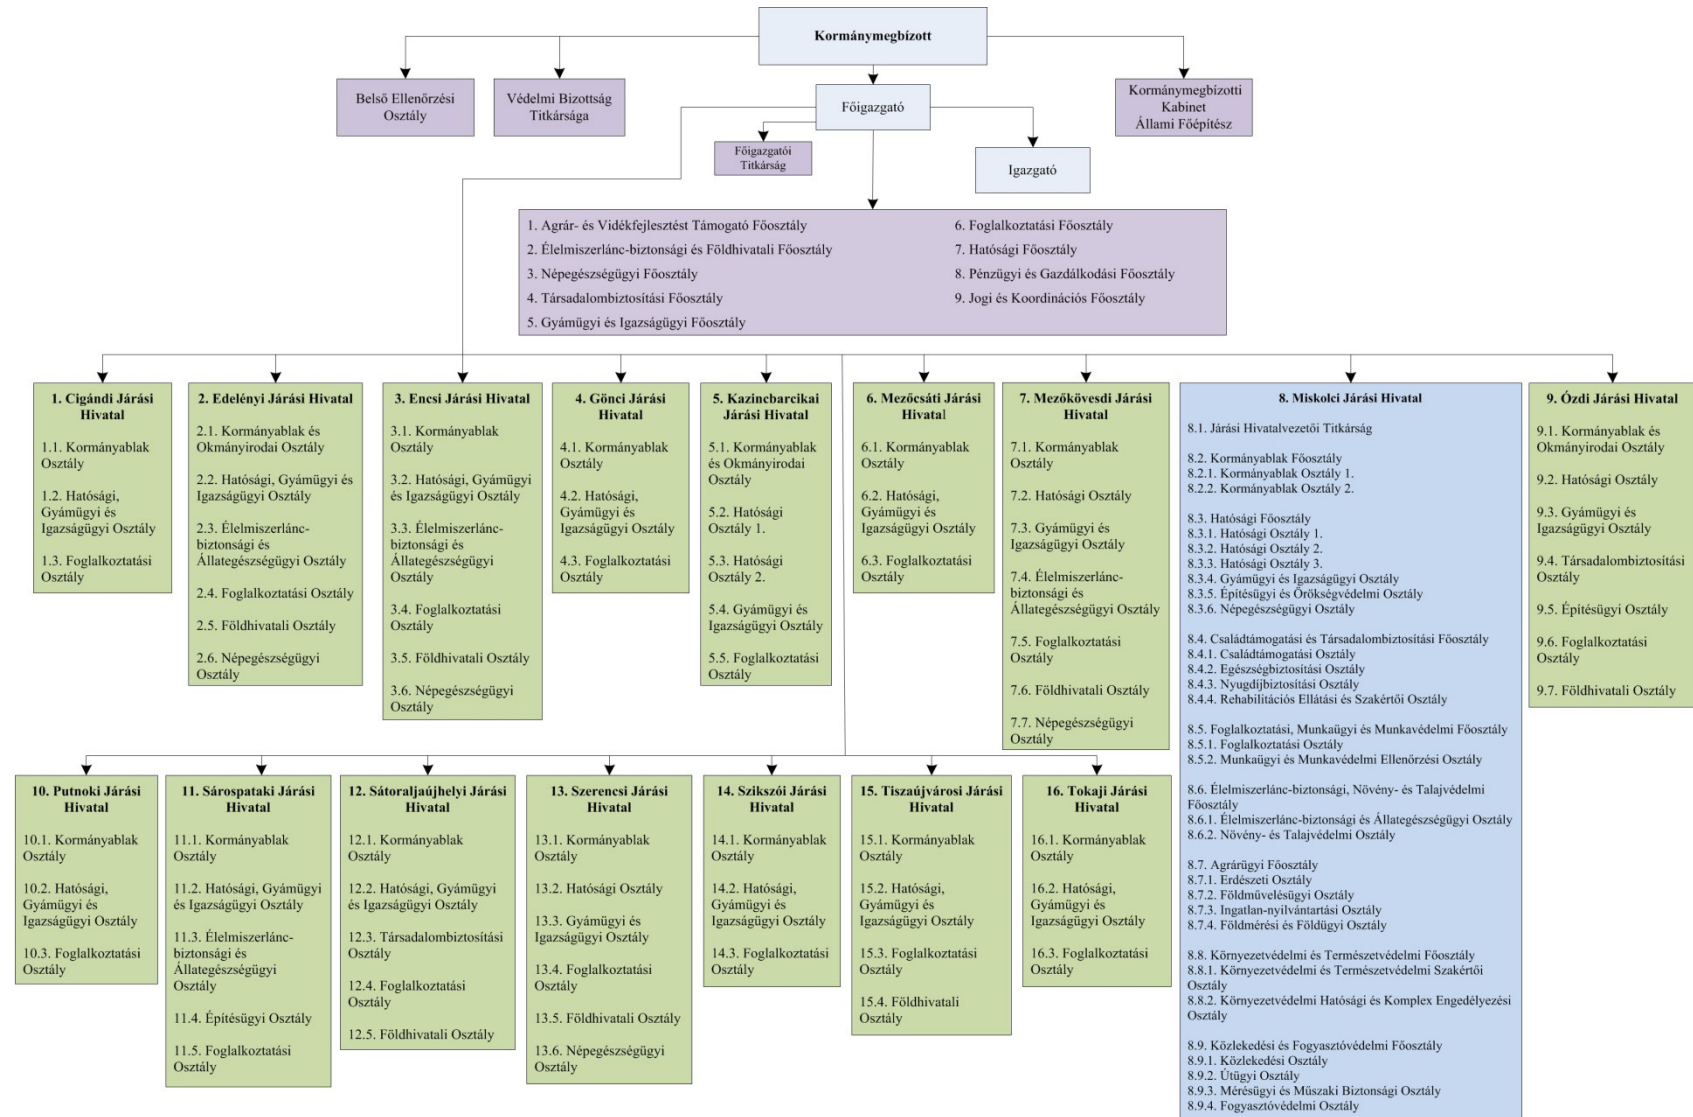 Kormánymegbízott
Belső Ellenőrzési
Osztály
Védelmi Bizottság
Titkársága
Főigazgató
Kormánymegbízotti
Kabinet
Állami Főépítész
Főigazgatói
Titkárság
Igazgató
1. Agrár- és Vidékfejlesztést Támogató Főosztály
2. Élelmiszerlánc-biztonsági és Földhivatali Főosztály
3. Népegészségügyi Főosztály
4. Társadalombiztosítási Főosztály
5. Gyámügyi és Igazságügyi Főosztály
6. Foglalkoztatási Főosztály
7. Hatósági Főosztály
8. Pénzügyi és Gazdálkodási Főosztály
9. Jogi és Koordinációs Főosztály
1. Cigándi Járási
Hivatal
1.1. Kormányablak
Osztály
1.2. Hatósági,
Gyámügyi és
Igazságügyi Osztály
1.3. Foglalkoztatási
Osztály
2. Edelényi Járási Hivatal
2.1. Kormányablak és
Okmányirodai Osztály
2.2. Hatósági, Gyámügyi és
Igazságügyi Osztály
2.3. Élelmiszerlánc-
biztonsági és
Állategészségügyi Osztály
2.4. Foglalkoztatási Osztály
2.5. Földhivatali Osztály
2.6. Népegészségügyi
Osztály
3. Encsi Járási Hivatal
3.1. Kormányablak
Osztály
3.2. Hatósági, Gyámügyi
és Igazságügyi Osztály
3.3. Élelmiszerlánc-
biztonsági és
Állategészségügyi
Osztály
3.4. Foglalkoztatási
Osztály
3.5. Földhivatali Osztály
3.6. Népegészségügyi
Osztály
4. Gönci Járási
Hivatal
4.1. Kormányablak
Osztály
4.2. Hatósági,
Gyámügyi és
Igazságügyi Osztály
4.3. Foglalkoztatási
Osztály
5. Kazincbarcikai
Járási Hivatal
5.1. Kormányablak
és Okmányirodai
Osztály
5.2. Hatósági
Osztály 1.
5.3. Hatósági
Osztály 2.
5.4. Gyámügyi és
Igazságügyi Osztály
5.5. Foglalkoztatási
Osztály
6. Mezőcsáti Járási
Hivatal
6.1. Kormányablak
Osztály
6.2. Hatósági,
Gyámügyi és
Igazságügyi Osztály
6.3. Foglalkoztatási
Osztály
7. Mezőkövesdi Járási
Hivatal
7.1. Kormányablak
Osztály
7.2. Hatósági Osztály
7.3. Gyámügyi és
Igazságügyi Osztály
7.4. Élelmiszerlánc-
biztonsági és
Állategészségügyi Osztály
7.5. Foglalkoztatási
Osztály
7.6. Földhivatali Osztály
7.7. Népegészségügyi
Osztály
8. Miskolci Járási Hivatal
8.1. Járási Hivatalvezetői Titkárság
8.2. Kormányablak Főosztály
8.2.1. Kormányablak Osztály 1.
8.2.2. Kormányablak Osztály 2.
8.3. Hatósági Főosztály
8.3.1. Hatósági Osztály 1.
8.3.2. Hatósági Osztály 2.
8.3.3. Hatósági Osztály 3.
8.3.4. Gyámügyi és Igazságügyi Osztály
8.3.5. Építésügyi és Örökségvédelmi Osztály
8.3.6. Népegészségügyi Osztály
8.4. Családtámogatási és Társadalombiztosítási Főosztály
8.4.1. Családtámogatási Osztály
8.4.2. Egészségbiztosítási Osztály
8.4.3. Nyugdíjbiztosítási Osztály
8.4.4. Rehabilitációs Ellátási és Szakértői Osztály
8.5. Foglalkoztatási, Munkaügyi és Munkavédelmi Főosztály
8.5.1. Foglalkoztatási Osztály
8.5.2. Munkaügyi és Munkavédelmi Ellenőrzési Osztály
8.6. Élelmiszerlánc-biztonsági, Növény- és Talajvédelmi
Főosztály
8.6.1. Élelmiszerlánc-biztonsági és Állategészségügyi Osztály
8.6.2. Növény- és Talajvédelmi Osztály
8.7. Agrárügyi Főosztály
8.7.1. Erdészeti Osztály
8.7.2. Földművelésügyi Osztály
8.7.3. Ingatlan-nyilvántartási Osztály
8.7.4. Földmérési és Földügyi Osztály
8.8. Környezetvédelmi és Természetvédelmi Főosztály
8.8.1. Környezetvédelmi és Természetvédelmi Szakértői
Osztály
8.8.2. Környezetvédelmi Hatósági és Komplex Engedélyezési
Osztály
8.9. Közlekedési és Fogyasztóvédelmi Főosztály
8.9.1. Közlekedési Osztály
8.9.2. Útügyi Osztály
8.9.3. Mérésügyi és Műszaki Biztonsági Osztály
8.9.4. Fogyasztóvédelmi Osztály
9. Ózdi Járási Hivatal
9.1. Kormányablak és
Okmányirodai Osztály
9.2. Hatósági Osztály
9.3. Gyámügyi és
Igazságügyi Osztály
9.4. Társadalombiztosítási
Osztály
9.5. Építésügyi Osztály
9.6. Foglalkoztatási
Osztály
9.7. Földhivatali Osztály
10. Putnoki Járási
Hivatal
10.1. Kormányablak
Osztály
10.2. Hatósági,
Gyámügyi és
Igazságügyi Osztály
10.3. Foglalkoztatási
Osztály
11. Sárospataki Járási
Hivatal
11.1. Kormányablak
Osztály
11.2. Hatósági, Gyámügyi
és Igazságügyi Osztály
11.3. Élelmiszerlánc-
biztonsági és
Állategészségügyi
Osztály
11.4. Építésügyi Osztály
11.5. Foglalkoztatási
Osztály
12. Sátoraljaújhelyi Járási
Hivatal
12.1. Kormányablak
Osztály
12.2. Hatósági, Gyámügyi
és Igazságügyi Osztály
12.3. Társadalombiztosítási
Osztály
12.4. Foglalkoztatási
Osztály
12.5. Földhivatali Osztály
13. Szerencsi Járási
Hivatal
13.1. Kormányablak
Osztály
13.2. Hatósági Osztály
13.3. Gyámügyi és
Igazságügyi Osztály
13.4. Foglalkoztatási
Osztály
13.5. Földhivatali Osztály
13.6. Népegészségügyi
Osztály
14. Szikszói Járási
Hivatal
14.1. Kormányablak
Osztály
14.2. Hatósági,
Gyámügyi és
Igazságügyi Osztály
14.3. Foglalkoztatási
Osztály
15. Tiszaújvárosi Járási
Hivatal
15.1. Kormányablak
Osztály
15.2. Hatósági,
Gyámügyi és
Igazságügyi Osztály
15.3. Foglalkoztatási
Osztály
15.4. Földhivatali
Osztály
16. Tokaji Járási
Hivatal
16.1. Kormányablak
Osztály
16.2. Hatósági,
Gyámügyi és
Igazságügyi Osztály
16.3. Foglalkoztatási
Osztály